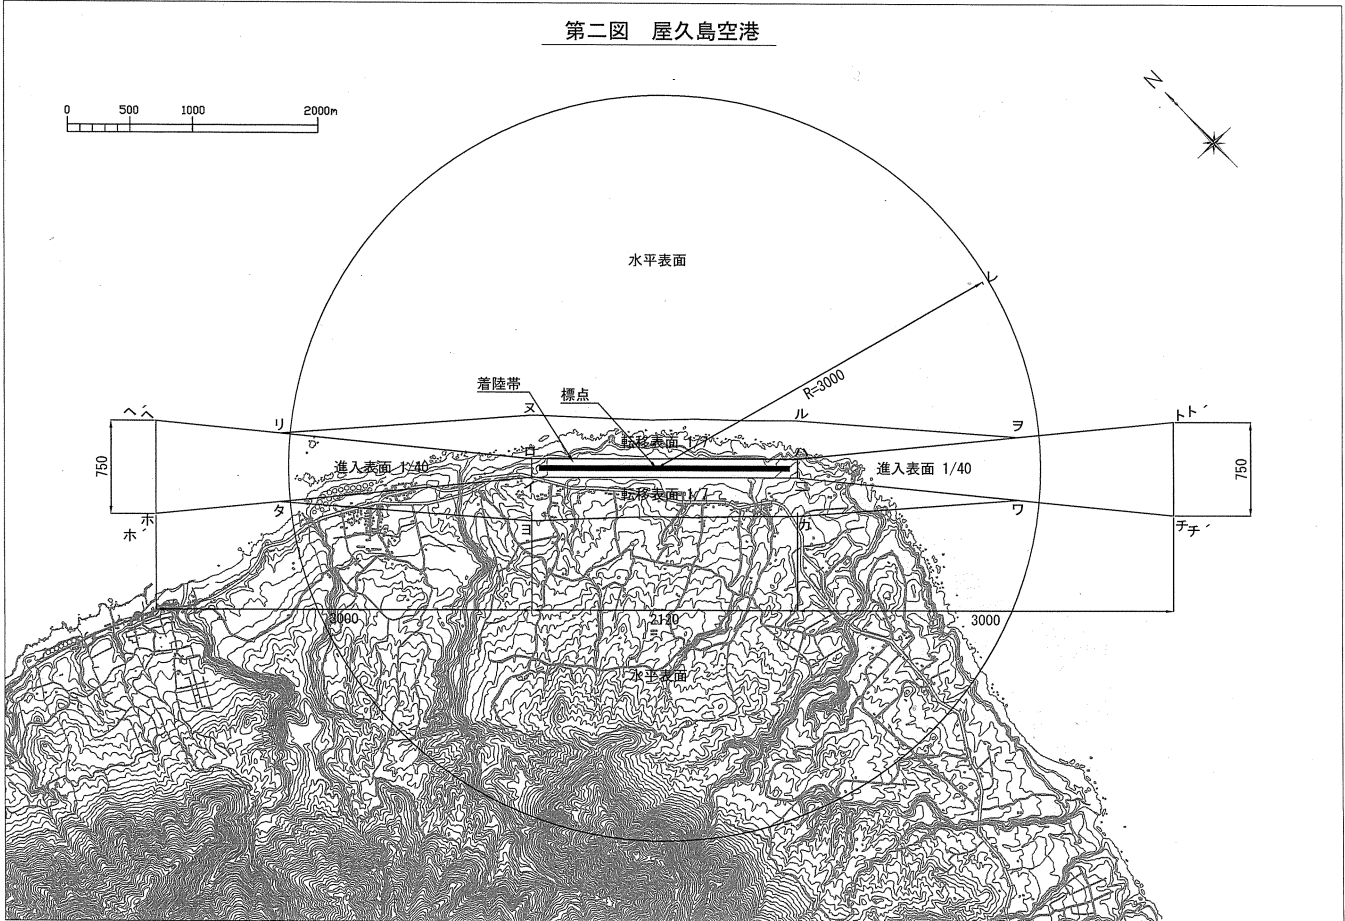 第二図　屋久島空港
N
0 500 1000 2000m
水平表面
レ
R=3000
着陸帯
標点
ヘ´ヘ
リ
ヌ
ル
ヲ
トト´
転移表面 1/7
ロ
ハ
進入表面 1/40
進入表面 1/40
750
750
イ
ニ
転移表面 1/7
ホ
タ
ワ
ホ´
ヨ
カ
チチ´
3000
2120
3000
水平表面